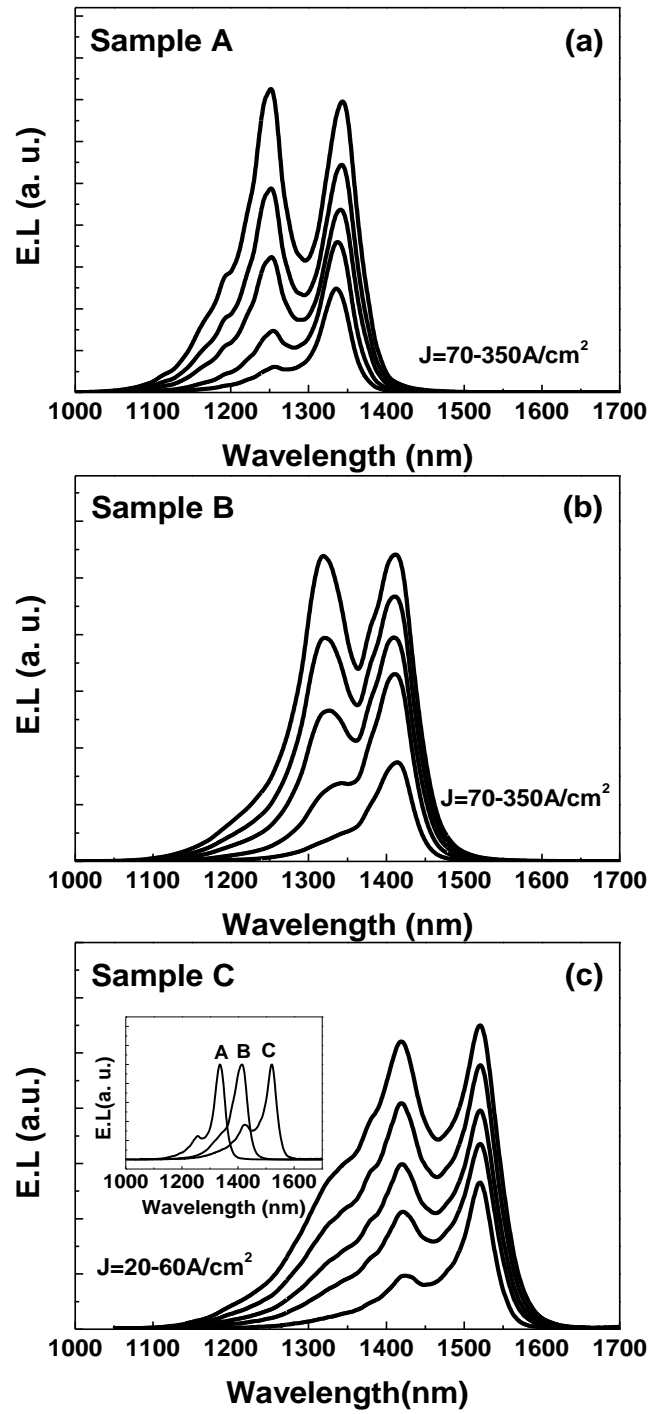 Sample A (a)
E.L (a. u.)
J=70-350A/cm²
1000 1100 1200 1300 1400 1500 1600 1700
Wavelength (nm)
Sample B (b)
E.L (a. u.)
J=70-350A/cm²
1000 1100 1200 1300 1400 1500 1600 1700
Wavelength (nm)
Sample C (c)
A B C
E.L(a. u.)
1000 1200 1400 1600
Wavelength (nm)
E.L (a.u.)
J=20-60A/cm²
1000 1100 1200 1300 1400 1500 1600 1700
Wavelength(nm)